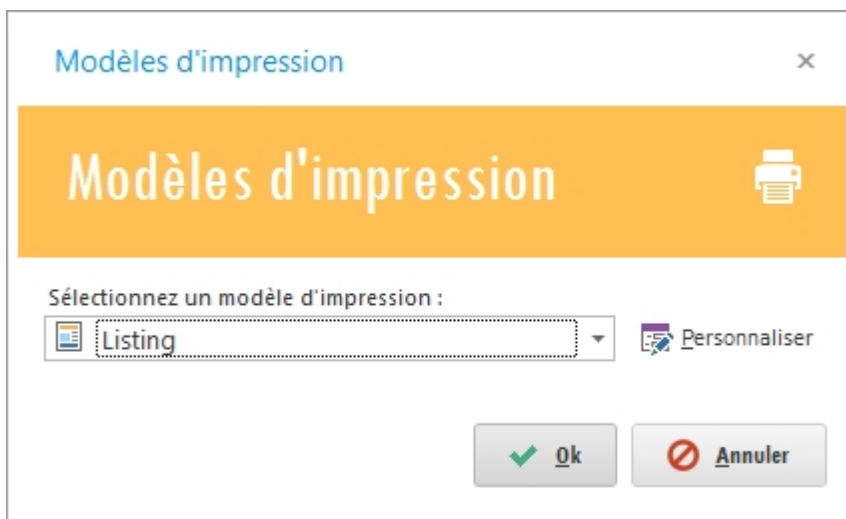 Modèles d'impression
Modèles d'impression
Sélectionnez un modèle d'impression :
Listing
Personnaliser
Ok
Annuler